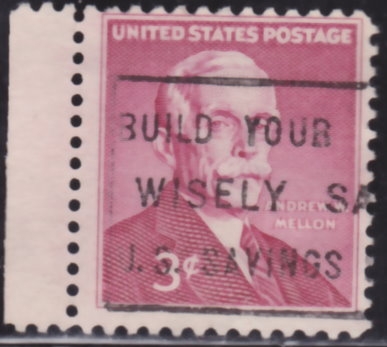 UNITED STATES POSTAGE
BUILD YOUR
WISELY SA
ANDREW W.
MELLON
U.S. SAVINGS
3¢